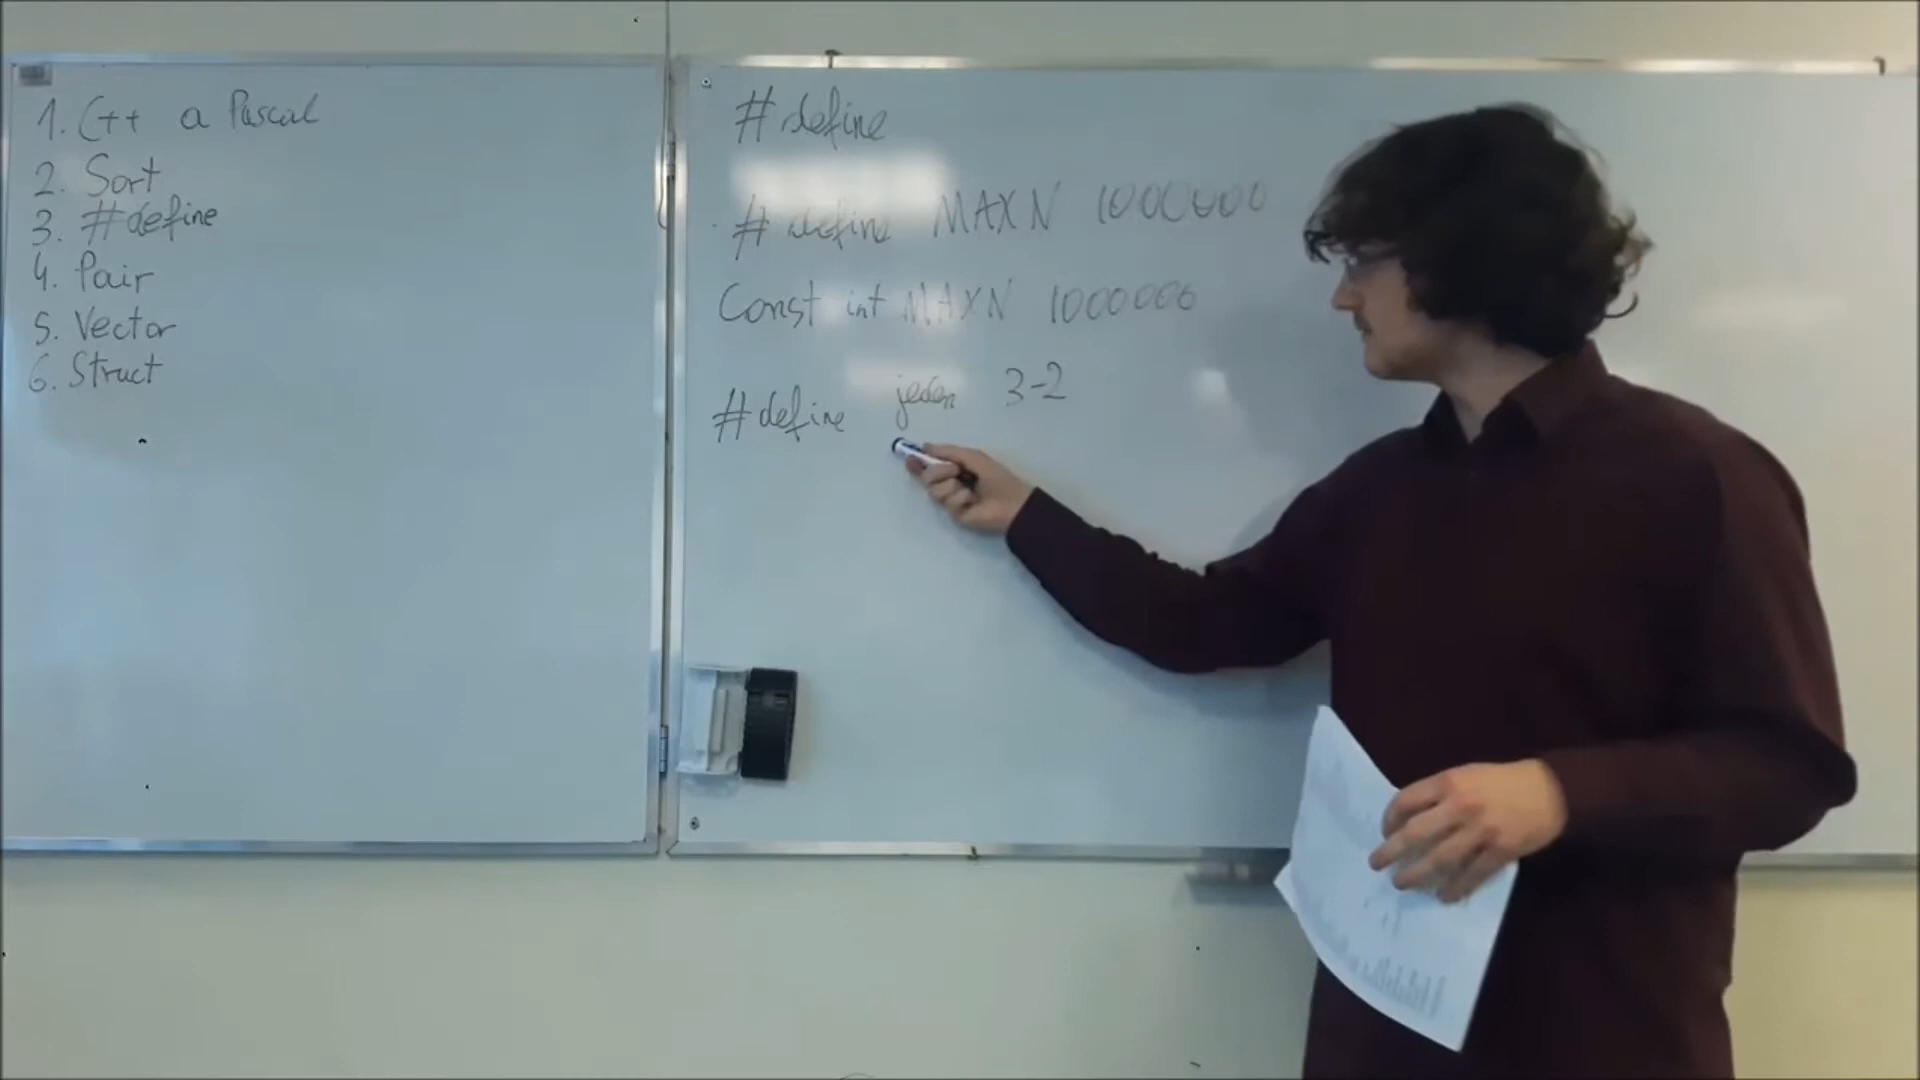 1. C++ a Pascal
2. Sort
3. #define
4. Pair
5. Vector
6. Struct
#define
#define MAXN 1000000
Const int MAXN 1000000
#define jeden 3-2